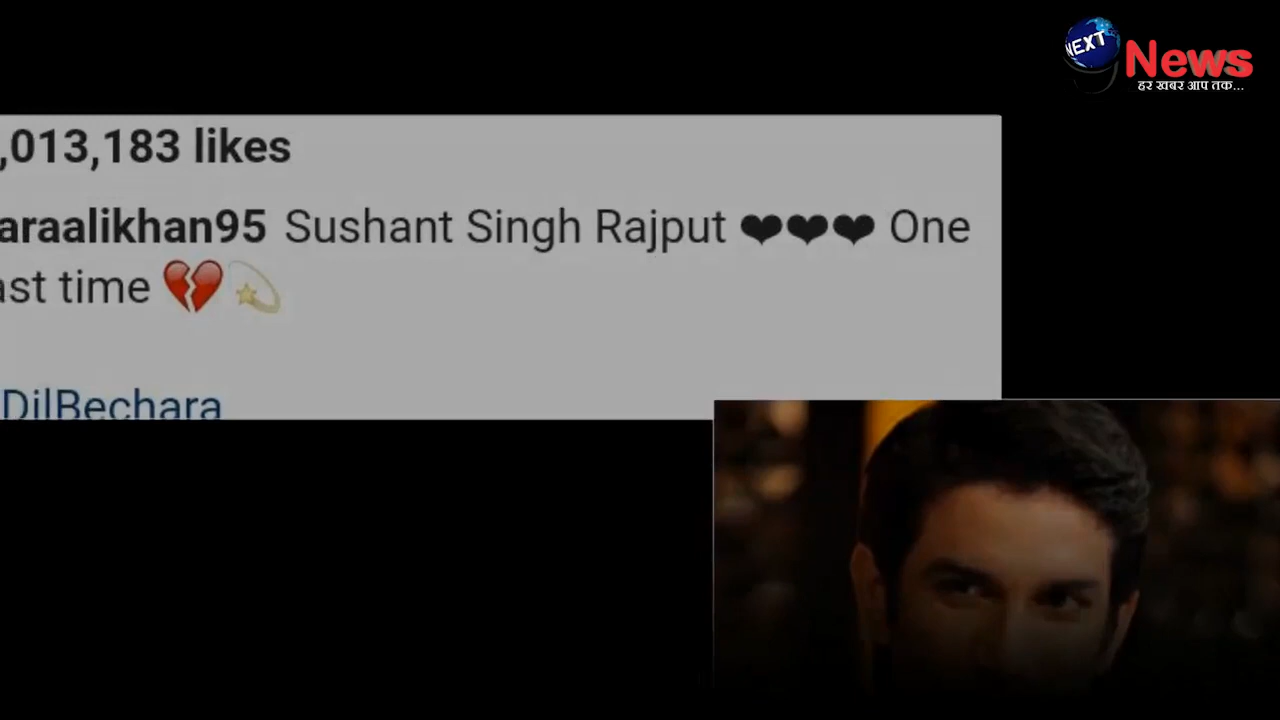 NEXT
News
हर खबर आप तक...
,013,183 likes
araalikhan95 Sushant Singh Rajput ❤❤❤ One
ast time 💔💫
DilBechara